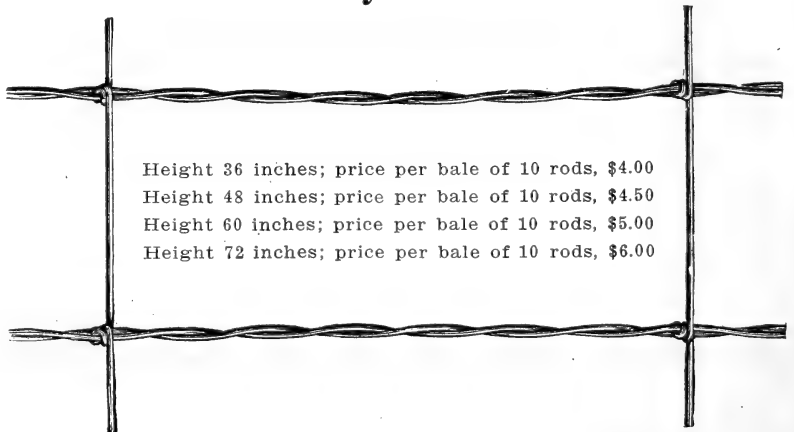 Height 36 inches; price per bale of 10 rods, $4.00
Height 48 inches; price per bale of 10 rods, $4.50
Height 60 inches; price per bale of 10 rods, $5.00
Height 72 inches; price per bale of 10 rods, $6.00